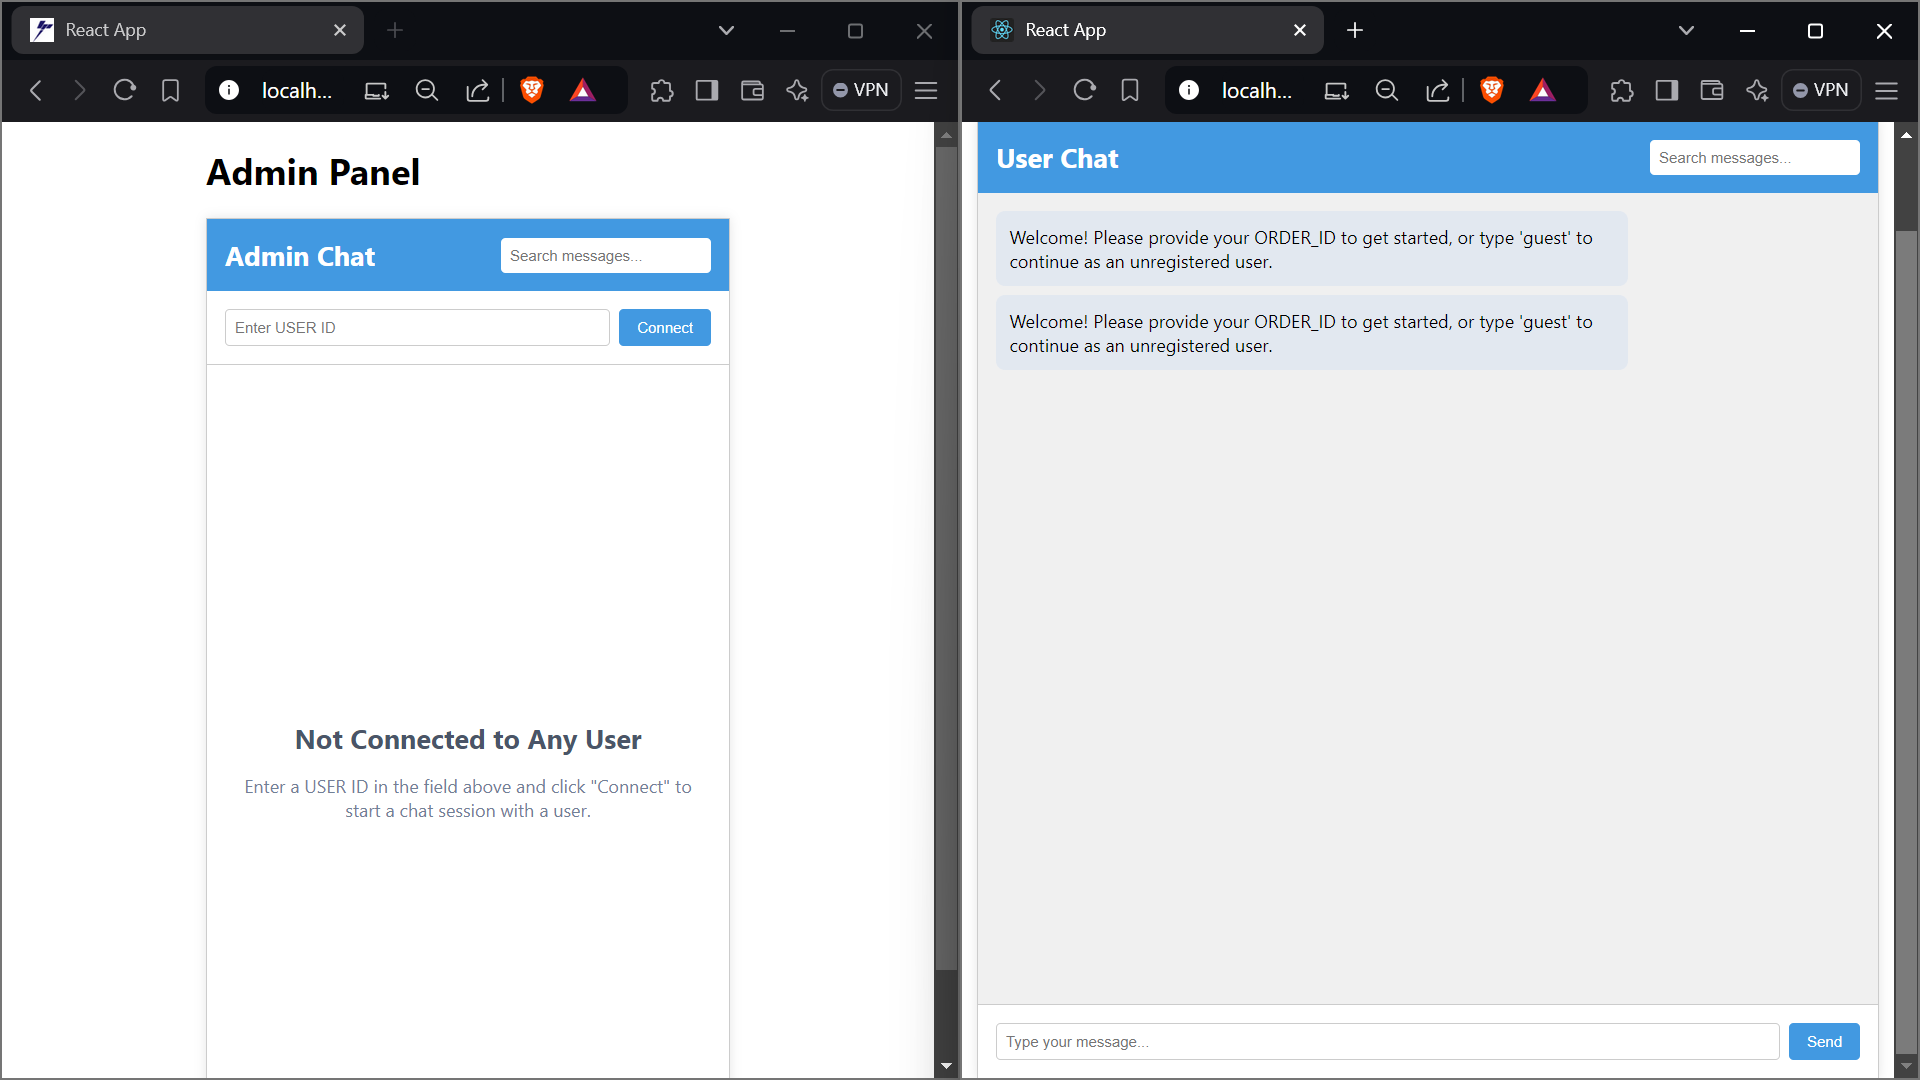 React App
localh...
VPN
Admin Panel
Admin Chat
Search messages...
Enter USER ID
Connect
Not Connected to Any User
Enter a USER ID in the field above and click "Connect" to
start a chat session with a user.
React App
localh...
VPN
User Chat
Search messages...
Welcome! Please provide your ORDER_ID to get started, or type 'guest' to
continue as an unregistered user.
Welcome! Please provide your ORDER_ID to get started, or type 'guest' to
continue as an unregistered user.
Type your message...
Send